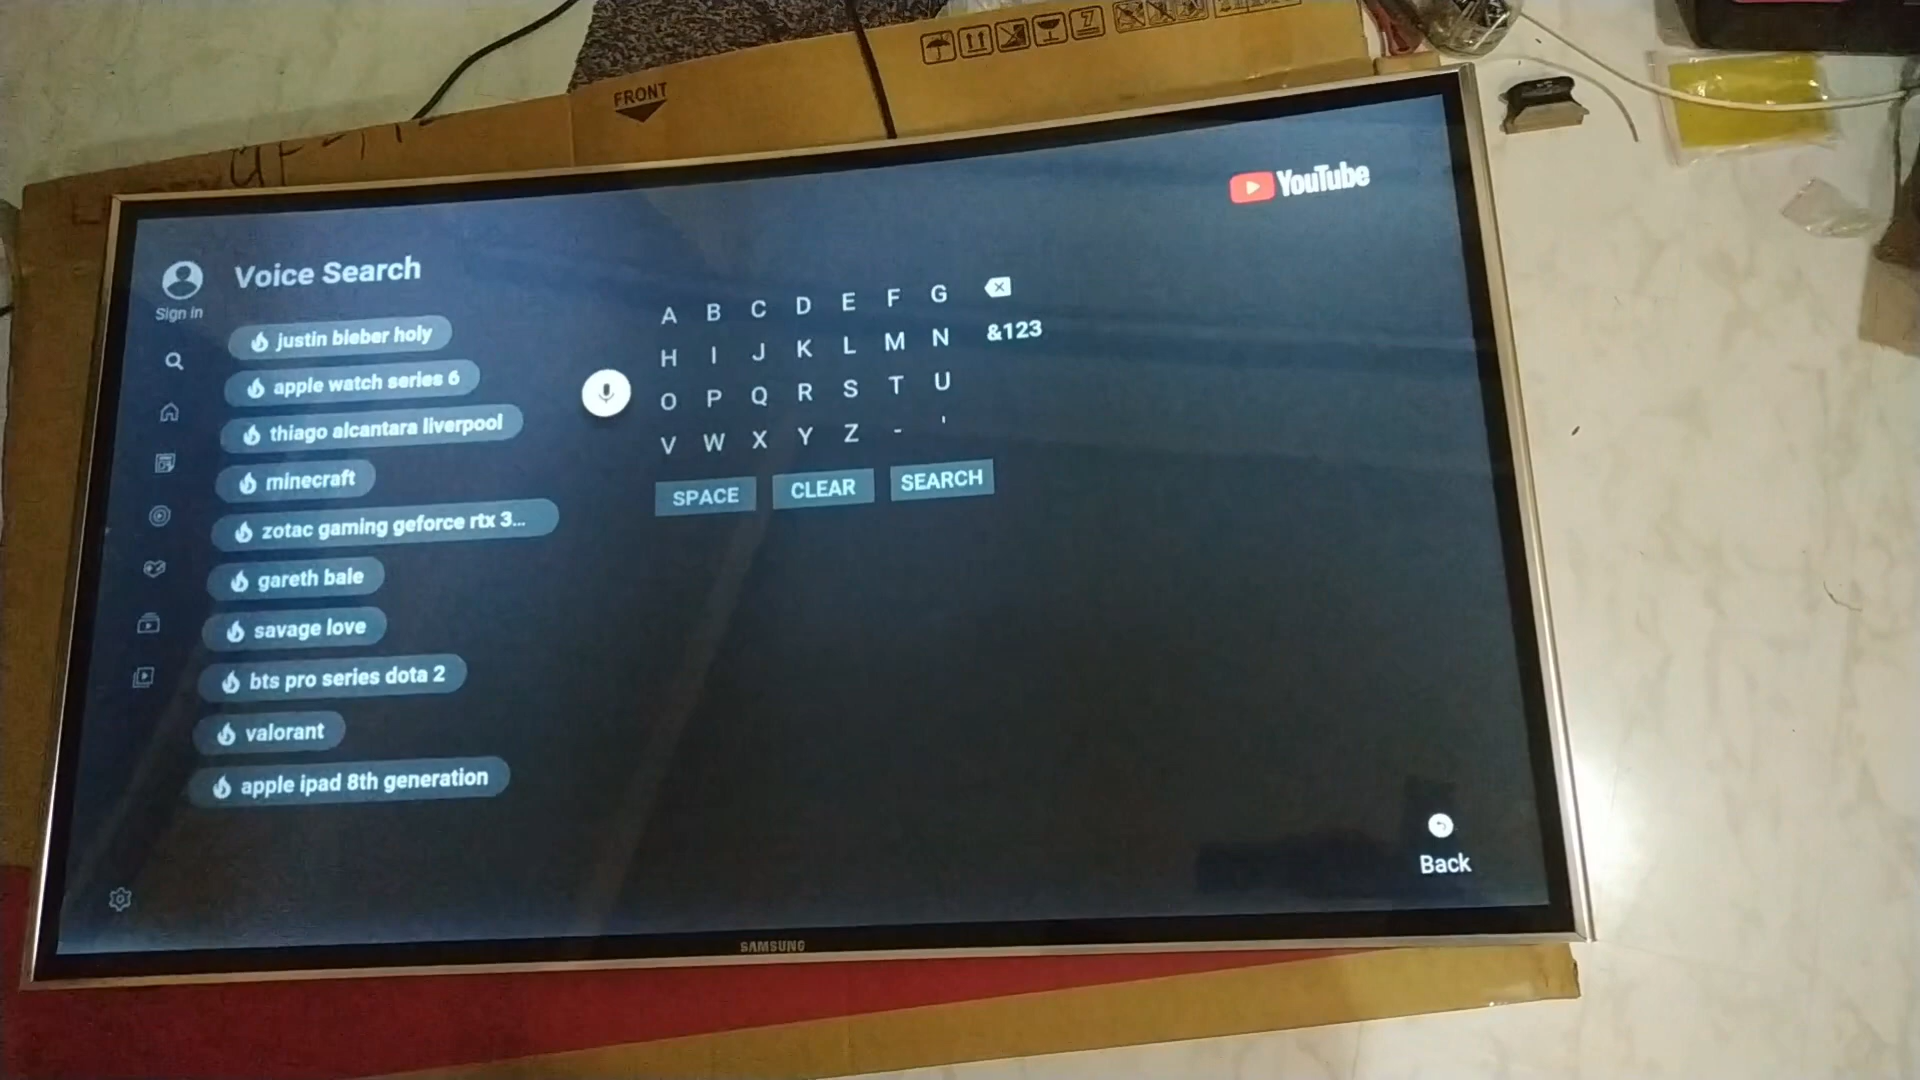 FRONT
YouTube
Voice Search
Sign in
justin bieber holy
apple watch series 6
thiago alcantara liverpool
minecraft
zotac gaming geforce rtx 3...
gareth bale
savage love
bts pro series dota 2
valorant
apple ipad 8th generation
A B C D E F G
H I J K L M N &123
O P Q R S T U
V W X Y Z - '
SPACE CLEAR SEARCH
Back
SAMSUNG